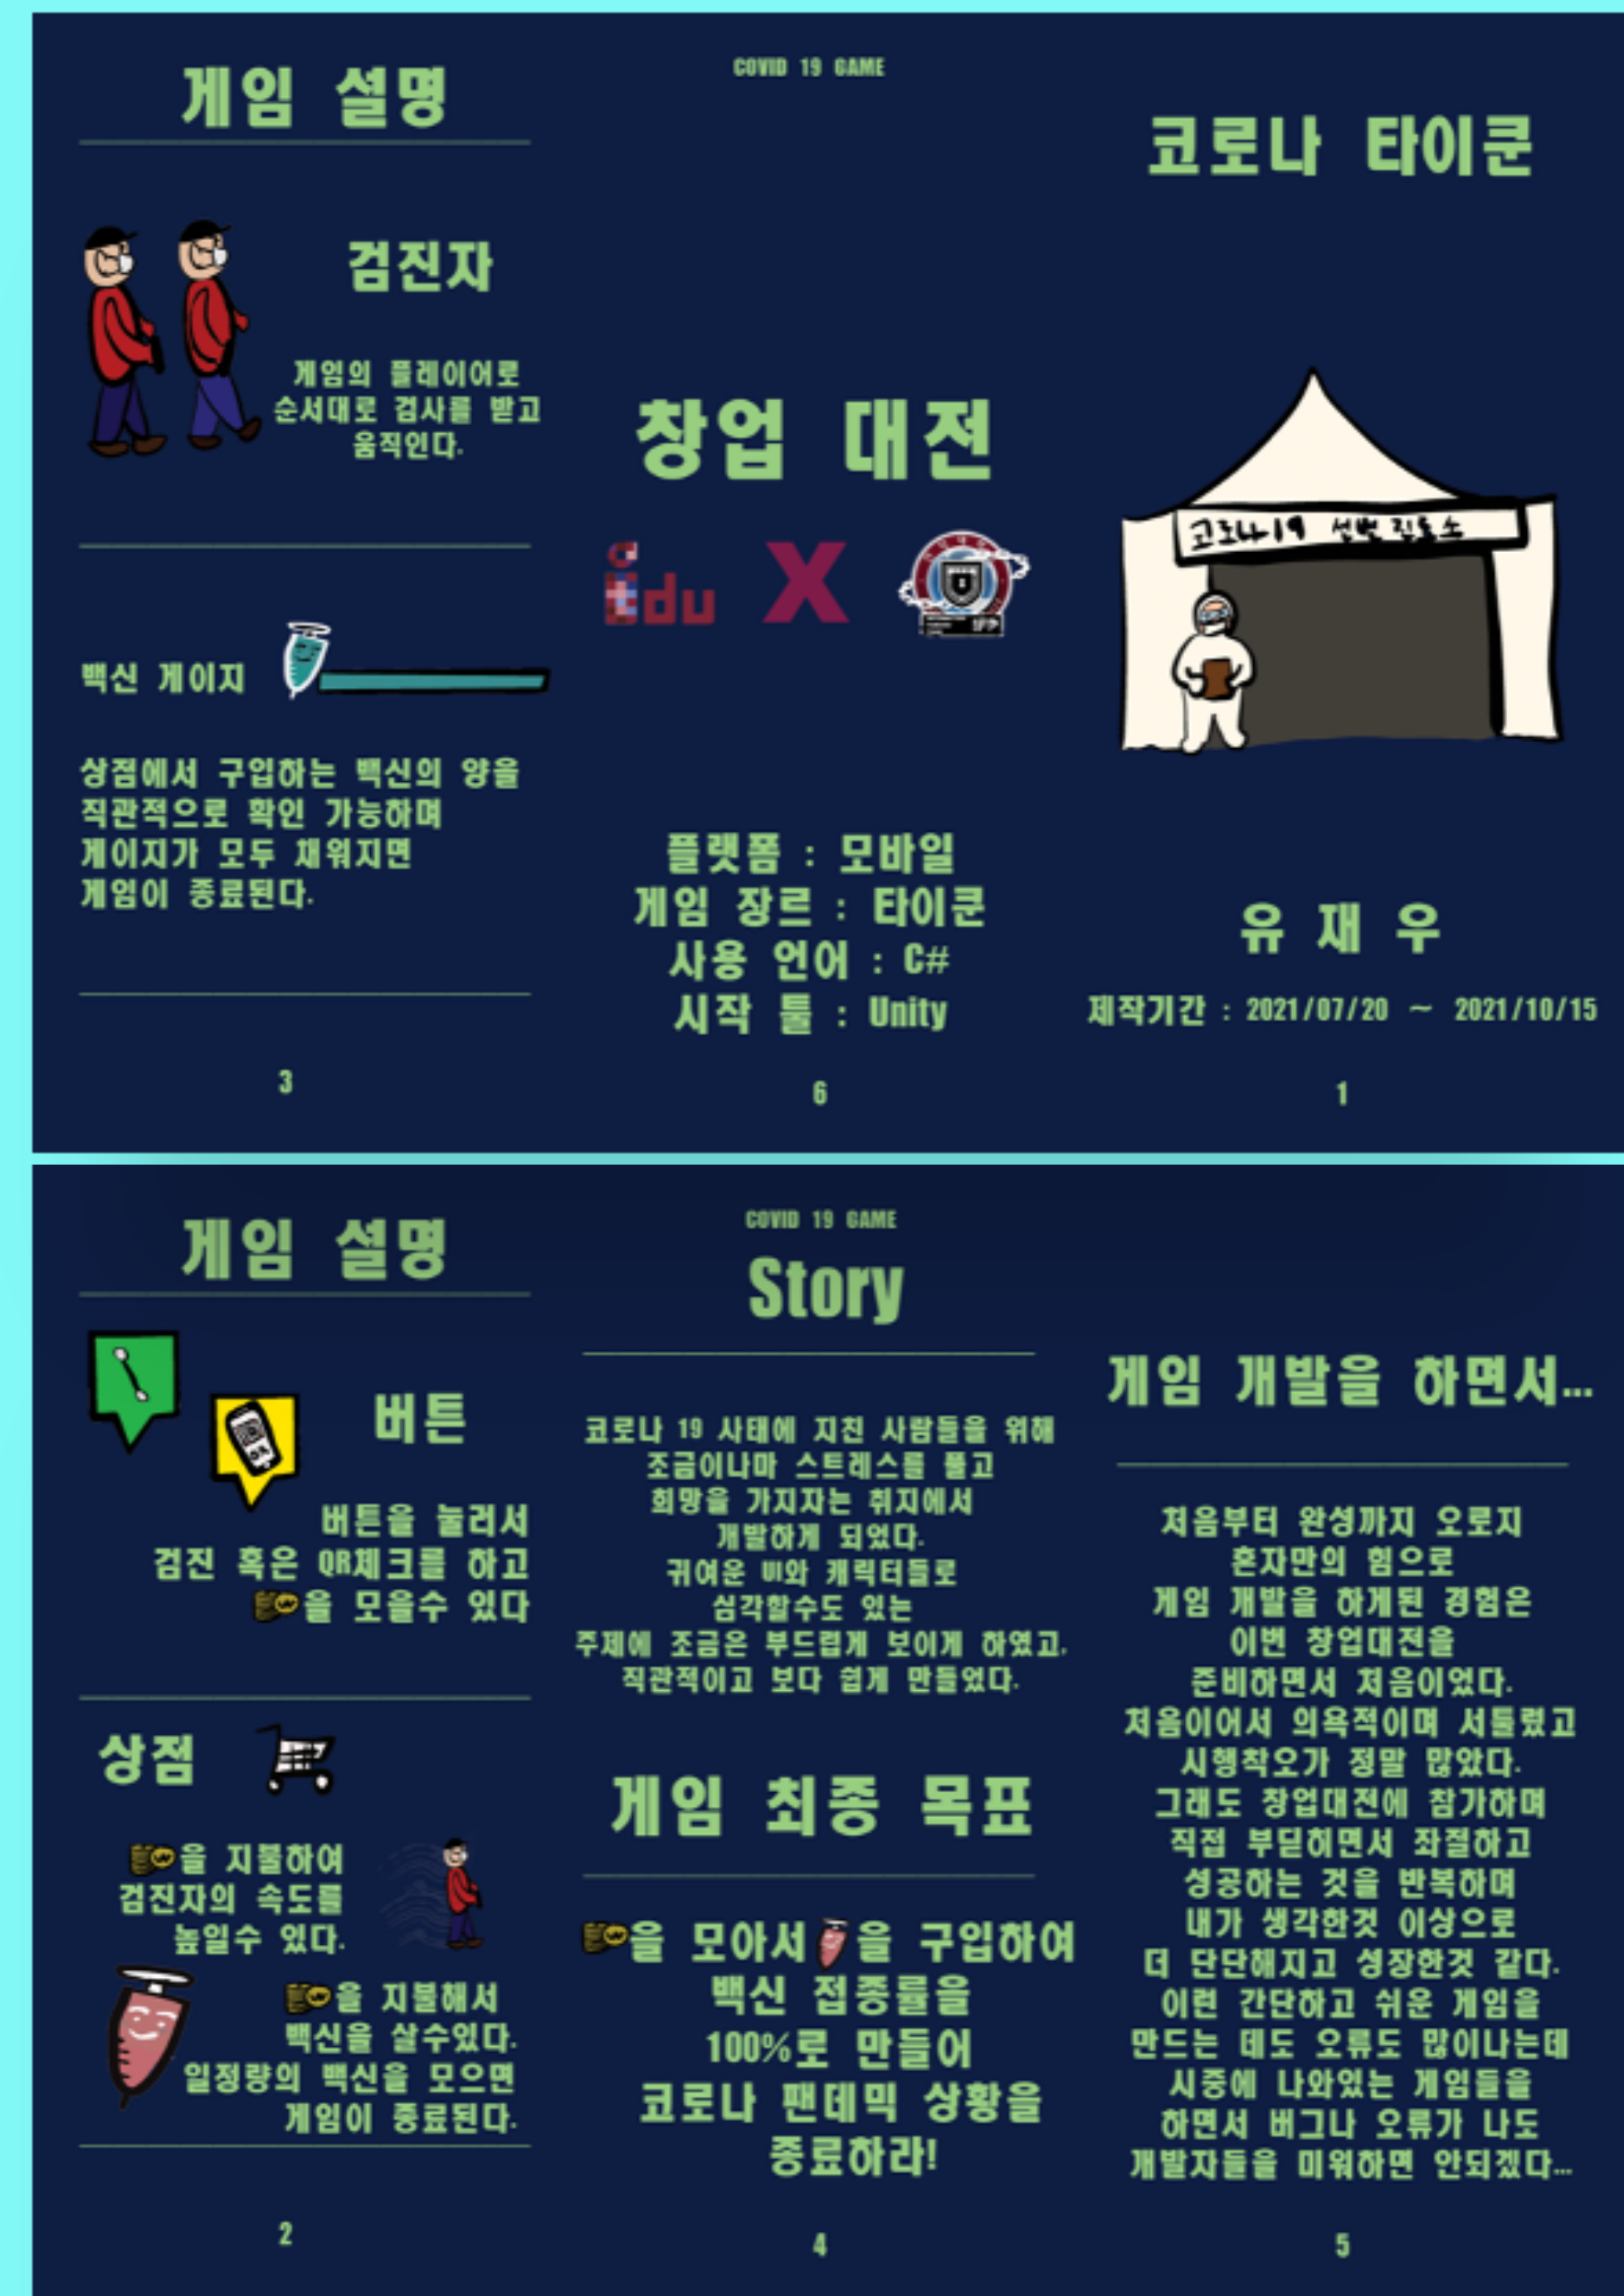 게임 설명
검진자
게임의 플레이어로
순서대로 검사를 받고
움직인다.
백신 게이지
상점에서 구입하는 백신의 양을
직관적으로 확인 가능하며
게이지가 모두 채워지면
게임이 종료된다.
3
COVID 19 GAME
창업 대전
edu X
플랫폼 : 모바일
게임 장르 : 타이쿤
사용 언어 : C#
시작 툴 : Unity
6
코로나 타이쿤
코로나19 선별진료소
유 재 우
제작기간 : 2021/07/20 ~ 2021/10/15
1
게임 설명
버튼
버튼을 눌러서
검진 혹은 QR체크를 하고
을 모을수 있다
상점
을 지불하여
검진자의 속도를
높일수 있다.
을 지불해서
백신을 살수있다.
일정량의 백신을 모으면
게임이 종료된다.
2
COVID 19 GAME
Story
코로나 19 사태에 지친 사람들을 위해
조금이나마 스트레스를 풀고
희망을 가지자는 취지에서
개발하게 되었다.
귀여운 UI와 캐릭터들로
심각할수도 있는
주제에 조금은 부드럽게 보이게 하였고,
직관적이고 보다 쉽게 만들었다.
게임 최종 목표
을 모아서 을 구입하여
백신 접종률을
100%로 만들어
코로나 팬데믹 상황을
종료하라!
4
게임 개발을 하면서...
처음부터 완성까지 오로지
혼자만의 힘으로
게임 개발을 하게된 경험은
이번 창업대전을
준비하면서 처음이었다.
처음이어서 의욕적이며 서툴렀고
시행착오가 정말 많았다.
그래도 창업대전에 참가하며
직접 부딛히면서 좌절하고
성공하는 것을 반복하며
내가 생각한것 이상으로
더 단단해지고 성장한것 같다.
이런 간단하고 쉬운 게임을
만드는 데도 오류도 많이나는데
시중에 나와있는 게임들을
하면서 버그나 오류가 나도
개발자들을 미워하면 안되겠다...
5